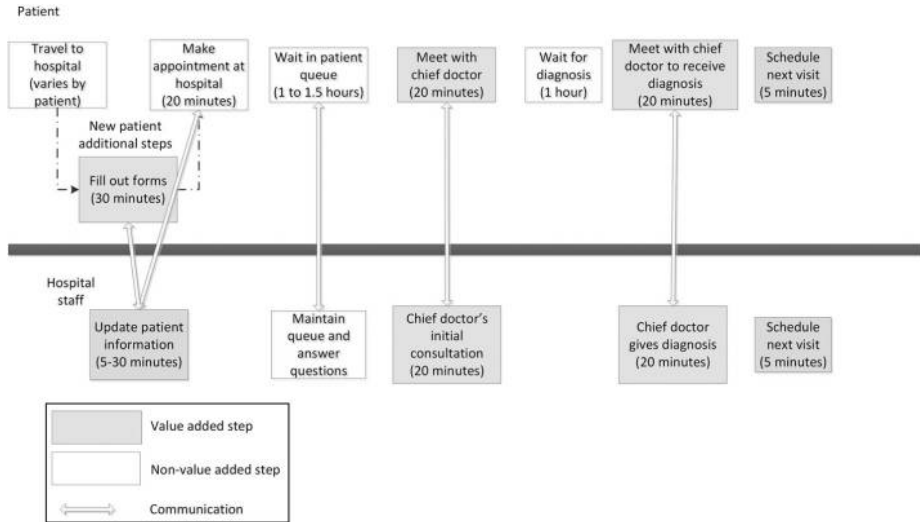 Patient
Travel to
hospital
(varies by
patient)
Make
appointment at
hospital
(20 minutes)
Wait in patient
queue
(1 to 1.5 hours)
Meet with
chief doctor
(20 minutes)
Wait for
diagnosis
(1 hour)
Meet with chief
doctor to receive
diagnosis
(20 minutes)
Schedule
next visit
(5 minutes)
New patient
additional steps
Fill out forms
(30 minutes)
Hospital
staff
Update patient
information
(5-30 minutes)
Maintain
queue and
answer
questions
Chief doctor's
initial
consultation
(20 minutes)
Chief doctor
gives diagnosis
(20 minutes)
Schedule
next visit
(5 minutes)
Value added step
Non-value added step
Communication